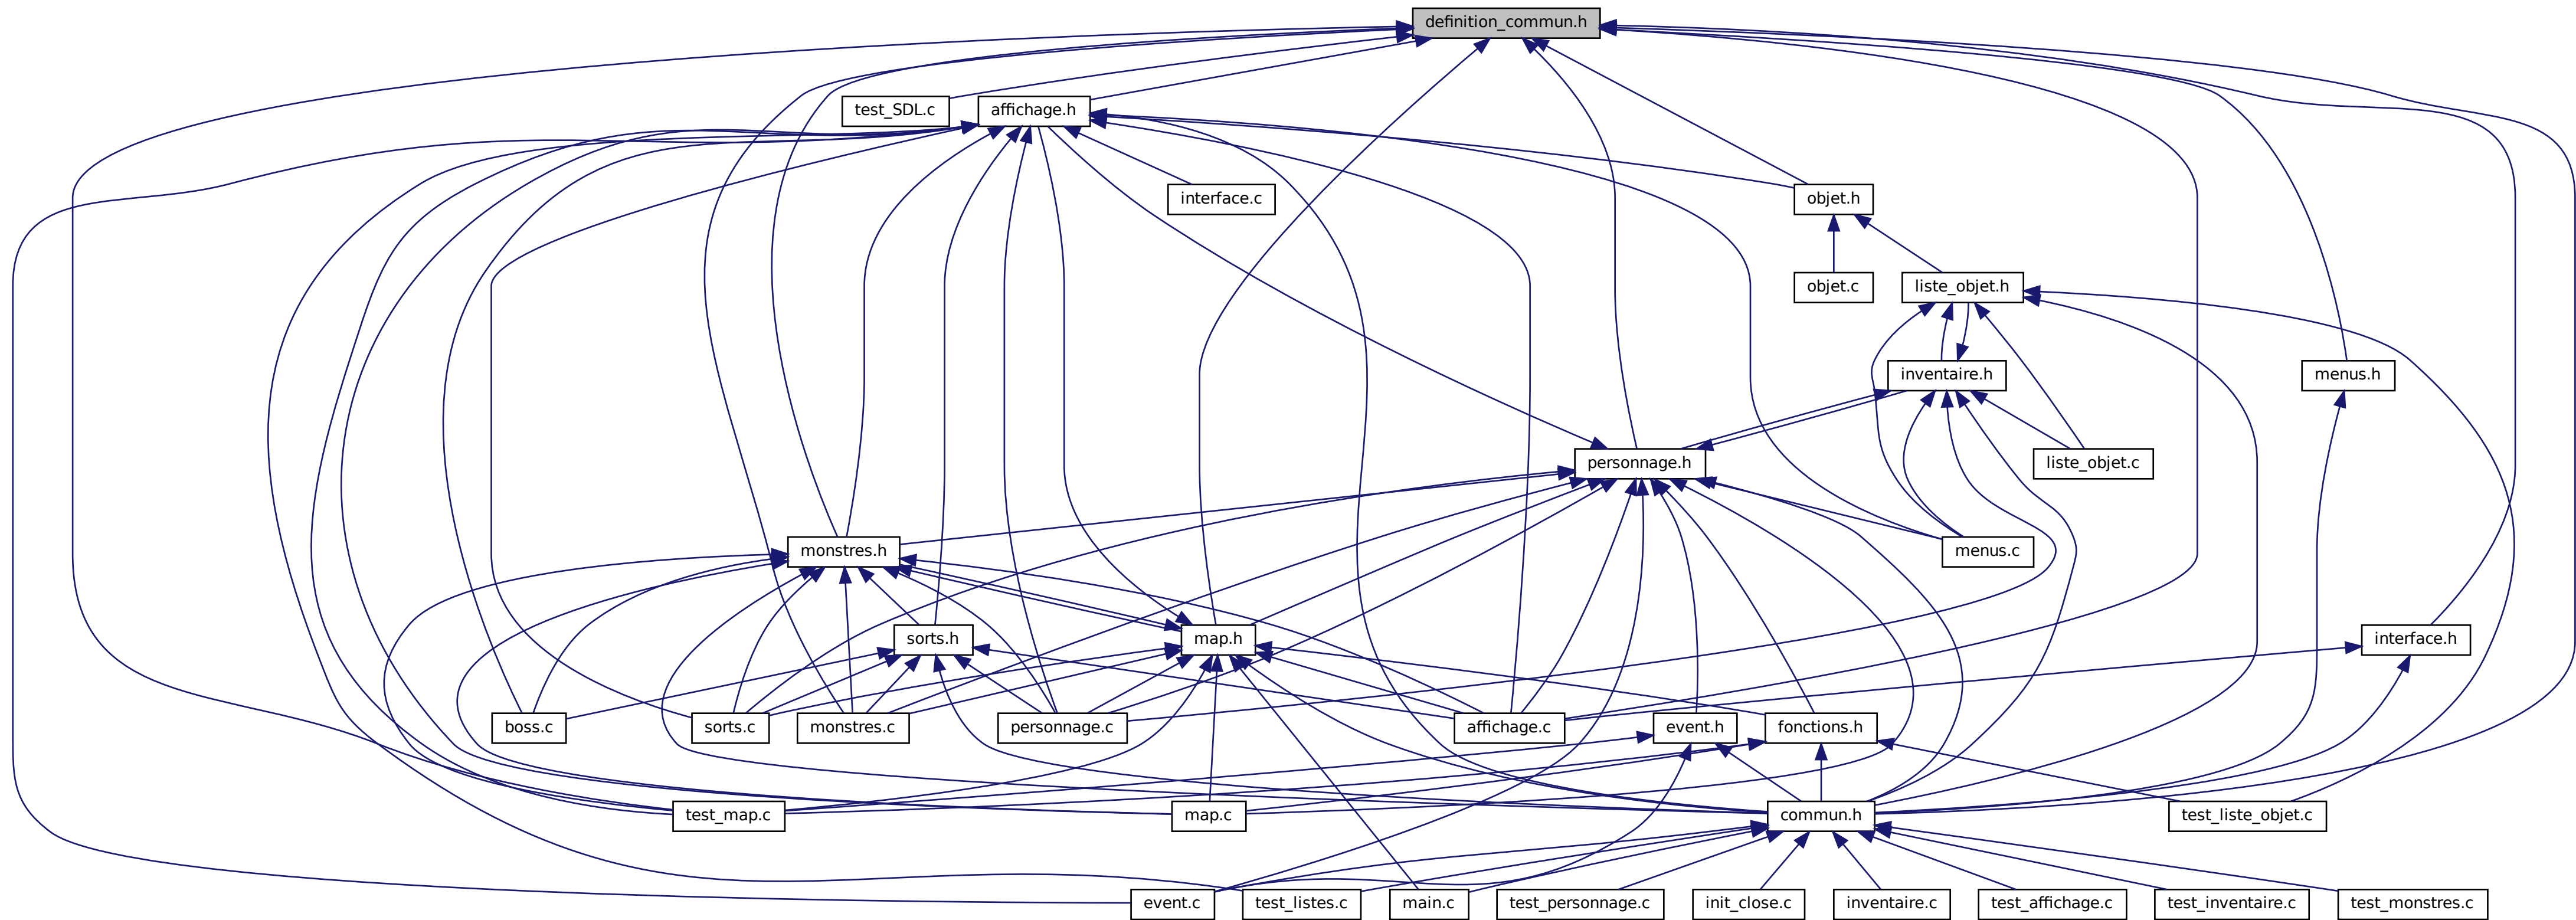 definition_commun.h
test_SDL.c
affichage.h
interface.c
objet.h
objet.c
liste_objet.h
inventaire.h
menus.h
personnage.h
liste_objet.c
monstres.h
menus.c
sorts.h
map.h
interface.h
boss.c
sorts.c
monstres.c
personnage.c
affichage.c
event.h
fonctions.h
test_map.c
map.c
commun.h
test_liste_objet.c
event.c
test_listes.c
main.c
test_personnage.c
init_close.c
inventaire.c
test_affichage.c
test_inventaire.c
test_monstres.c